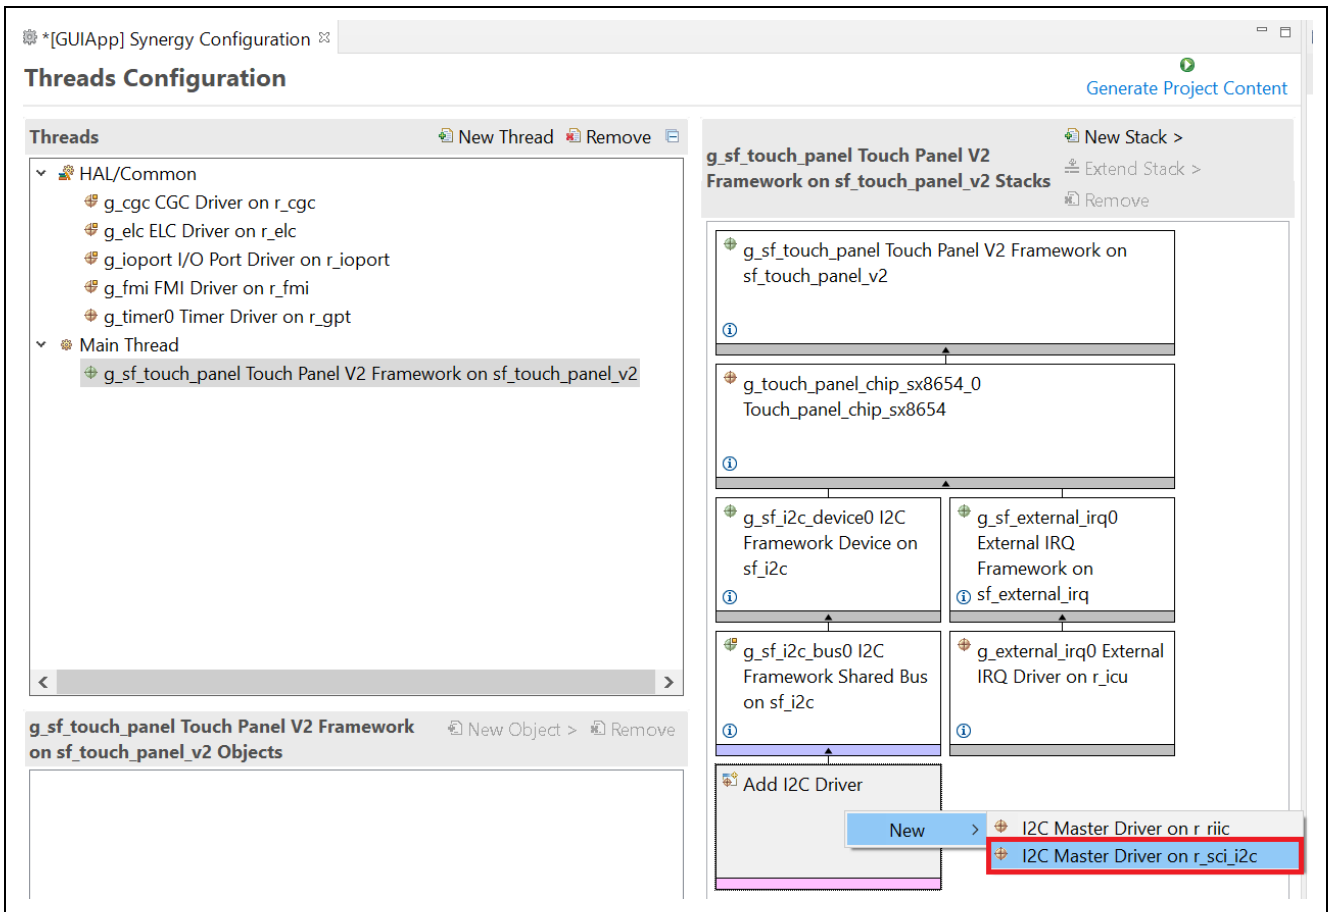 *[GUIApp] Synergy Configuration
Threads Configuration
Generate Project Content
Threads
New Thread
Remove
HAL/Common
g_cgc CGC Driver on r_cgc
g_elc ELC Driver on r_elc
g_ioport I/O Port Driver on r_ioport
g_fmi FMI Driver on r_fmi
g_timer0 Timer Driver on r_gpt
Main Thread
g_sf_touch_panel Touch Panel V2 Framework on sf_touch_panel_v2
g_sf_touch_panel Touch Panel V2 Framework
on sf_touch_panel_v2 Objects
New Object >
Remove
g_sf_touch_panel Touch Panel V2
Framework on sf_touch_panel_v2 Stacks
New Stack >
Extend Stack >
Remove
g_sf_touch_panel Touch Panel V2 Framework on
sf_touch_panel_v2
g_touch_panel_chip_sx8654_0
Touch_panel_chip_sx8654
g_sf_i2c_device0 I2C
Framework Device on
sf_i2c
g_sf_external_irq0
External IRQ
Framework on
sf_external_irq
g_sf_i2c_bus0 I2C
Framework Shared Bus
on sf_i2c
g_external_irq0 External
IRQ Driver on r_icu
Add I2C Driver
New >
I2C Master Driver on r_riic
I2C Master Driver on r_sci_i2c